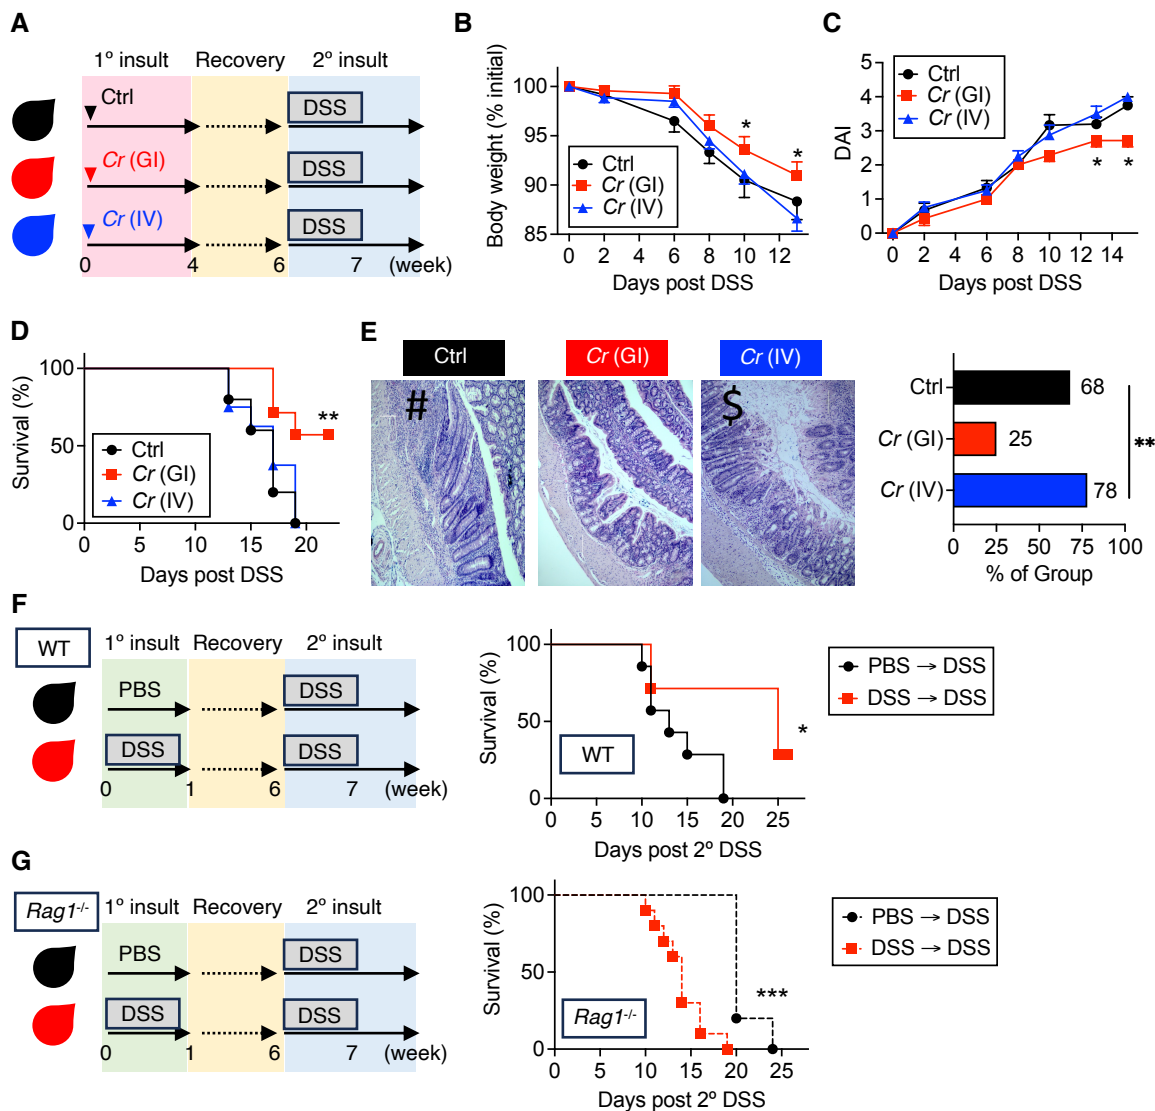 A
1º insult Recovery 2º insult
Ctrl
DSS
Cr (GI)
DSS
Cr (IV)
DSS
0 4 6 7 (week)
B
Body weight (% initial)
100
95
90
85
*
*
Ctrl
Cr (GI)
Cr (IV)
0 2 4 6 8 10 12
Days post DSS
C
DAI
5
4
3
2
1
0
Ctrl
Cr (GI)
Cr (IV)
* *
0 2 4 6 8 10 12 14
Days post DSS
D
Survival (%)
100
50
0
**
Ctrl
Cr (GI)
Cr (IV)
0 5 10 15 20
Days post DSS
E
Ctrl Cr (GI) Cr (IV)
# $
Ctrl 68
Cr (GI) 25
Cr (IV) 78
**
0 25 50 75 100
% of Group
F
WT
1º insult Recovery 2º insult
PBS DSS
DSS DSS
0 1 6 7 (week)
Survival (%)
100
50
0
WT
*
0 5 10 15 20 25
Days post 2º DSS
PBS → DSS
DSS → DSS
G
Rag1-/-
1º insult Recovery 2º insult
PBS DSS
DSS DSS
0 1 6 7 (week)
Survival (%)
100
50
0
Rag1-/-
***
0 5 10 15 20 25
Days post 2º DSS
PBS → DSS
DSS → DSS